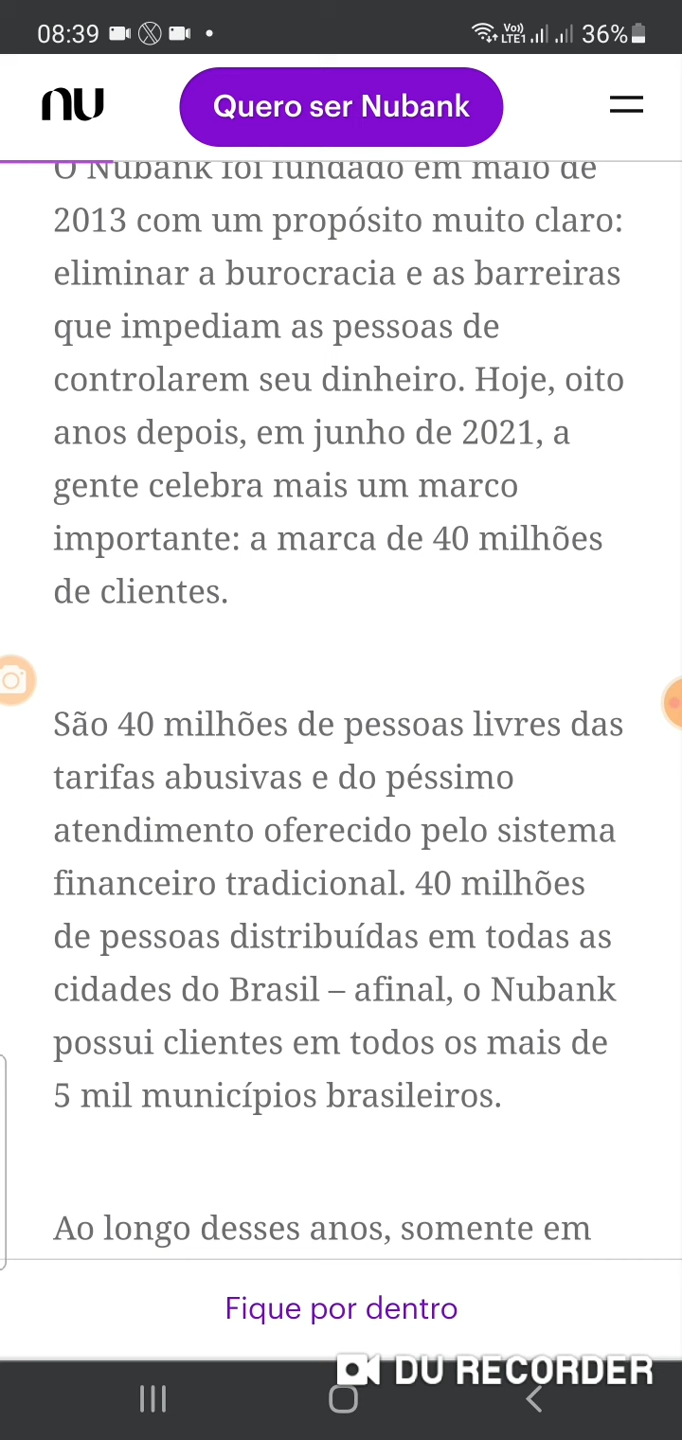 08:39
Vo) LTE1 36%
nu
Quero ser Nubank
O Nubank foi fundado em maio de
2013 com um propósito muito claro:
eliminar a burocracia e as barreiras
que impediam as pessoas de
controlarem seu dinheiro. Hoje, oito
anos depois, em junho de 2021, a
gente celebra mais um marco
importante: a marca de 40 milhões
de clientes.
São 40 milhões de pessoas livres das
tarifas abusivas e do péssimo
atendimento oferecido pelo sistema
financeiro tradicional. 40 milhões
de pessoas distribuídas em todas as
cidades do Brasil – afinal, o Nubank
possui clientes em todos os mais de
5 mil municípios brasileiros.
Ao longo desses anos, somente em
Fique por dentro
DU RECORDER